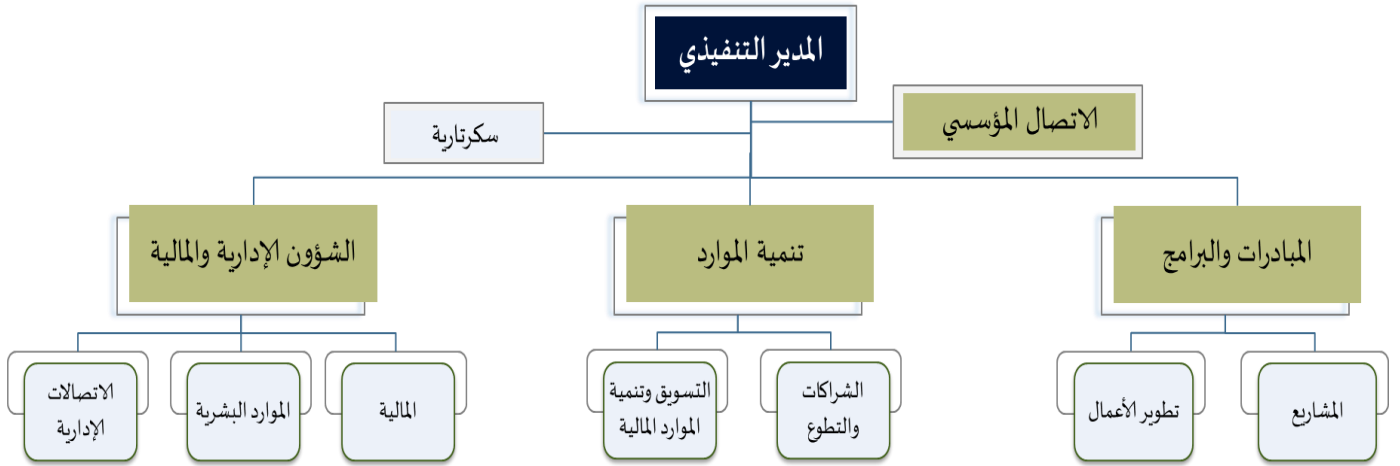 المدير التنفيذي
الاتصال المؤسسي
سكرتارية
المبادرات والبرامج
تنمية الموارد
الشؤون الإدارية والمالية
المشاريع
تطوير الأعمال
الشراكات
والتطوع
التسويق وتنمية
الموارد المالية
المالية
الموارد البشرية
الاتصالات
الإدارية